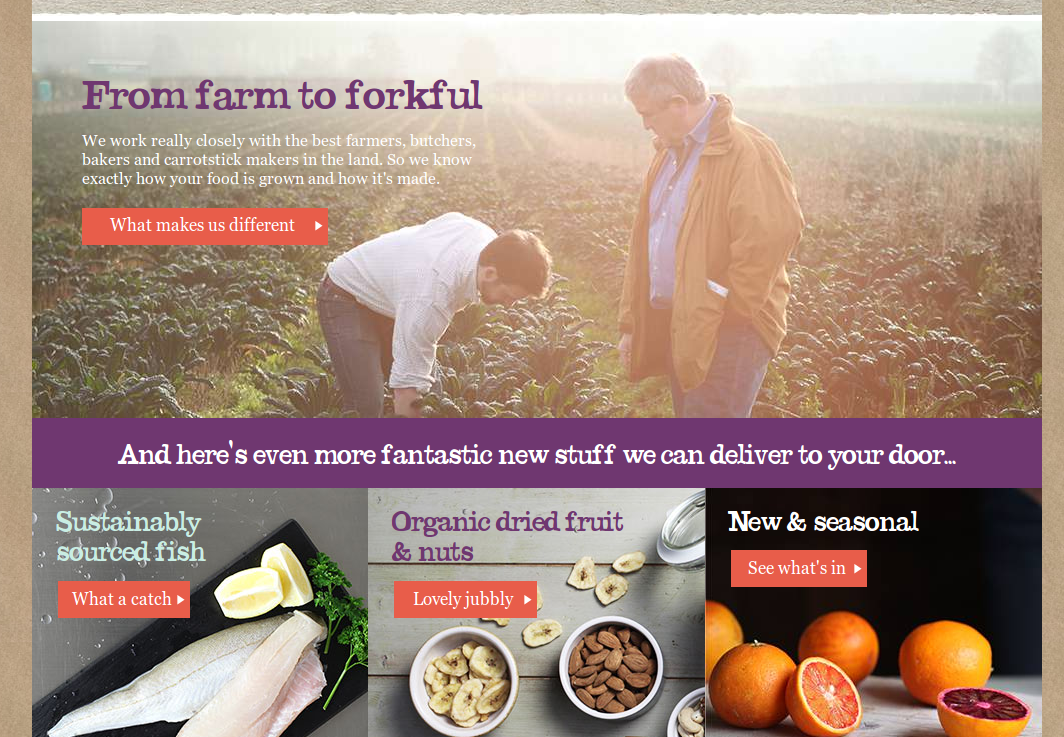 From farm to forkful
We work really closely with the best farmers, butchers,
bakers and carrotstick makers in the land. So we know
exactly how your food is grown and how it's made.
What makes us different
And here's even more fantastic new stuff we can deliver to your door...
Sustainably
sourced fish
What a catch
Organic dried fruit
& nuts
Lovely jubbly
New & seasonal
See what's in